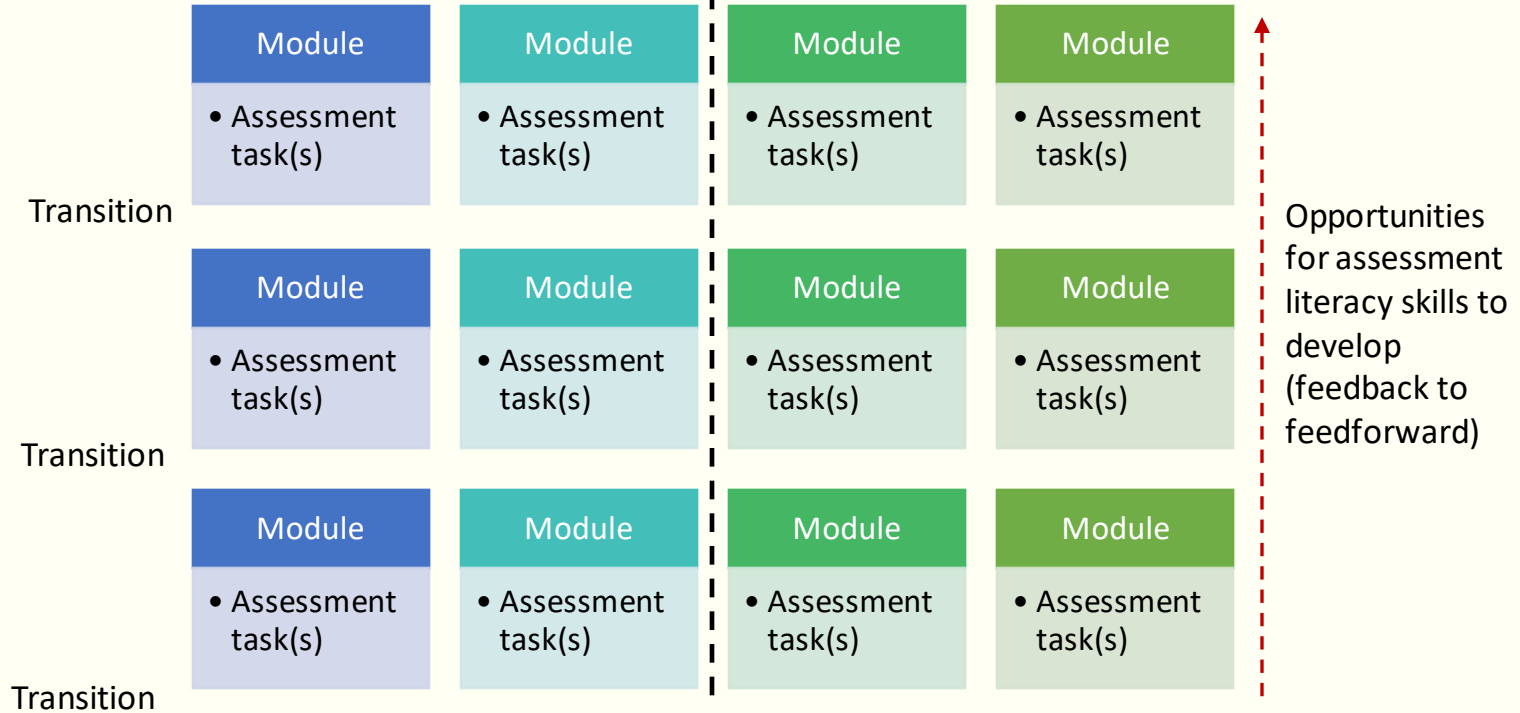 Module
Module
Module
Module
• Assessment
task(s)
• Assessment
task(s)
• Assessment
task(s)
• Assessment
task(s)
Transition
Module
Module
Module
Module
• Assessment
task(s)
• Assessment
task(s)
• Assessment
task(s)
• Assessment
task(s)
Transition
Module
Module
Module
Module
• Assessment
task(s)
• Assessment
task(s)
• Assessment
task(s)
• Assessment
task(s)
Transition
Opportunities
for assessment
literacy skills to
develop
(feedback to
feedforward)